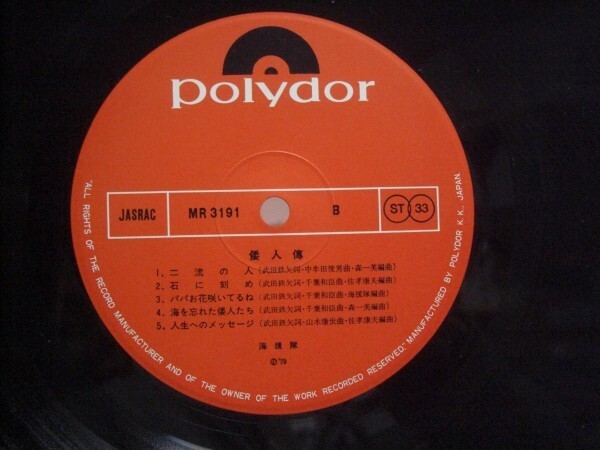 polydor
JASRAC MR 3191 B ST 33
倭人傳
1、二流の人 (武田鉄矢詞・中牟田俊男曲・森一美編曲)
2、石に刻め (武田鉄矢詞・千葉和臣曲・佐孝康夫編曲)
3、パパお花咲いてるね (武田鉄矢詞・千葉和臣曲・海援隊編曲)
4、海を忘れた倭人たち (武田鉄矢詞・千葉和臣曲・森一美編曲)
5、人生へのメッセージ (武田鉄矢詞・山木康世曲・佐孝康夫編曲)
海援隊
Ⓟ'79
"ALL RIGHTS OF THE RECORD MANUFACTURER AND OF THE OWNER OF THE WORK RECORDED RESERVED." MANUFACTURED BY POLYDOR K.K., JAPAN.